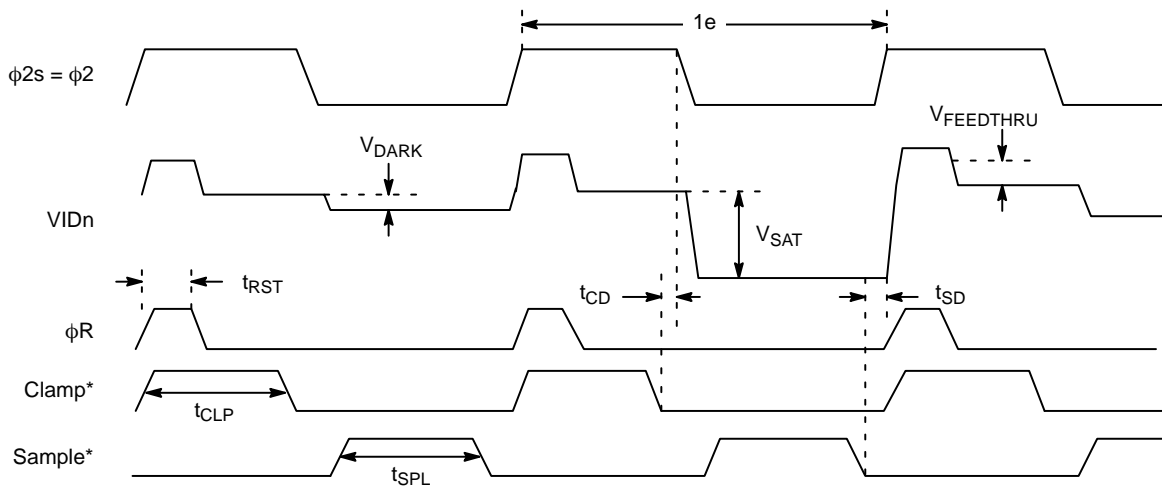 1e
ϕ2s = ϕ2
VFEEDTHRU
VDARK
VIDn
VSAT
tRST
tCD
tSD
ϕR
Clamp*
tCLP
Sample*
tSPL